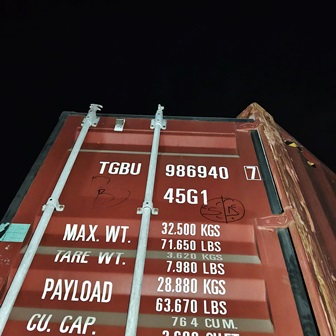 TGBU 986940 7
45G1
MAX. WT. 32.500 KGS
71.650 LBS
TARE WT. 3.620 KGS
7.980 LBS
PAYLOAD 28.880 KGS
63.670 LBS
CU. CAP. 76.4 CU.M.